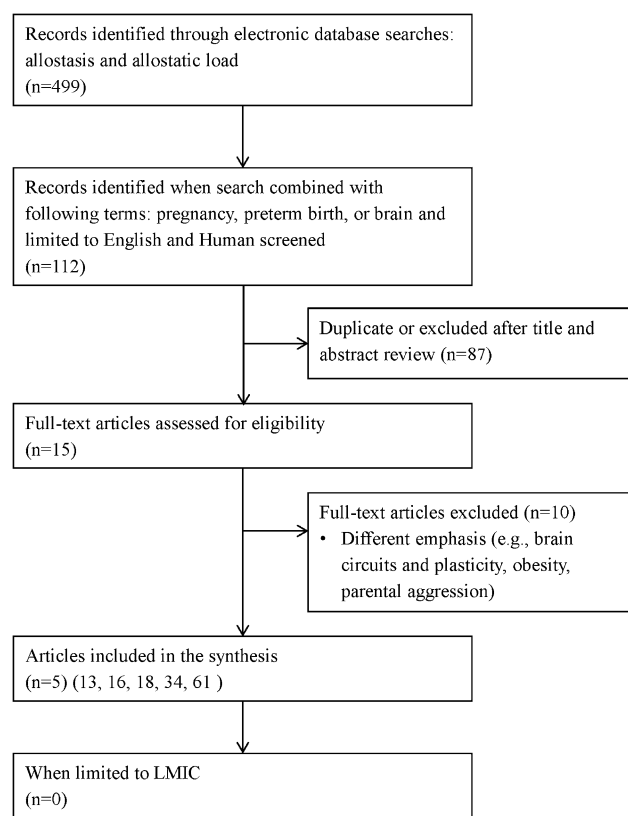 Records identified through electronic database searches:
allostasis and allostatic load
(n=499)
Records identified when search combined with
following terms: pregnancy, preterm birth, or brain and
limited to English and Human screened
(n=112)
Duplicate or excluded after title and
abstract review (n=87)
Full-text articles assessed for eligibility
(n=15)
Full-text articles excluded (n=10)
• Different emphasis (e.g., brain
circuits and plasticity, obesity,
parental aggression)
Articles included in the synthesis
(n=5) (13, 16, 18, 34, 61 )
When limited to LMIC
(n=0)